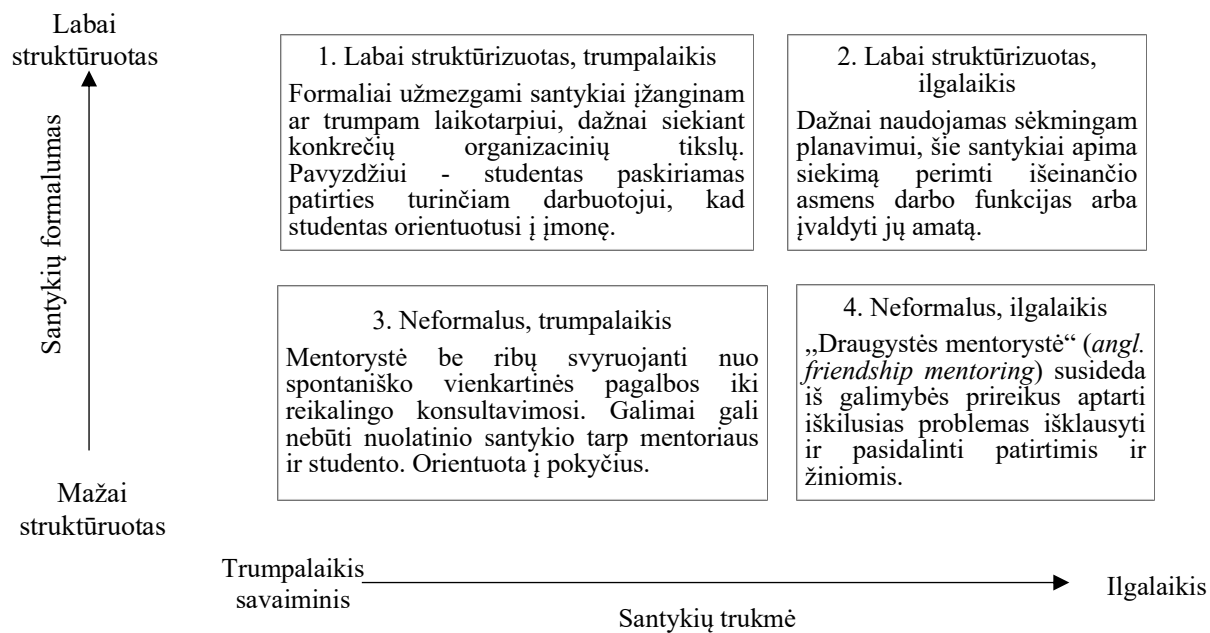 Labai
struktūruotas
Santykių formalumas
Mažai
struktūruotas
1. Labai struktūrizuotas, trumpalaikis
Formaliai užmezgami santykiai įžanginam
ar trumpam laikotarpiui, dažnai siekiant
konkrečių organizacinių tikslų.
Pavyzdžiui - studentas paskiriamas
patirties turinčiam darbuotojui, kad
studentas orientuotusi į įmonę.
2. Labai struktūrizuotas,
ilgalaikis
Dažnai naudojamas sėkmingam
planavimui, šie santykiai apima
siekimą perimti išeinančio
asmens darbo funkcijas arba
įvaldyti jų amatą.
3. Neformalus, trumpalaikis
Mentorystė be ribų svyruojanti nuo
spontaniško vienkartinės pagalbos iki
reikalingo konsultavimosi. Galimai gali
nebūti nuolatinio santykio tarp mentoriaus
ir studento. Orientuota į pokyčius.
4. Neformalus, ilgalaikis
„Draugystės mentorystė“ (angl.
friendship mentoring) susideda
iš galimybės prireikus aptarti
iškilusias problemas išklausyti
ir pasidalinti patirtimis ir
žiniomis.
Trumpalaikis
savaiminis
Ilgalaikis
Santykių trukmė